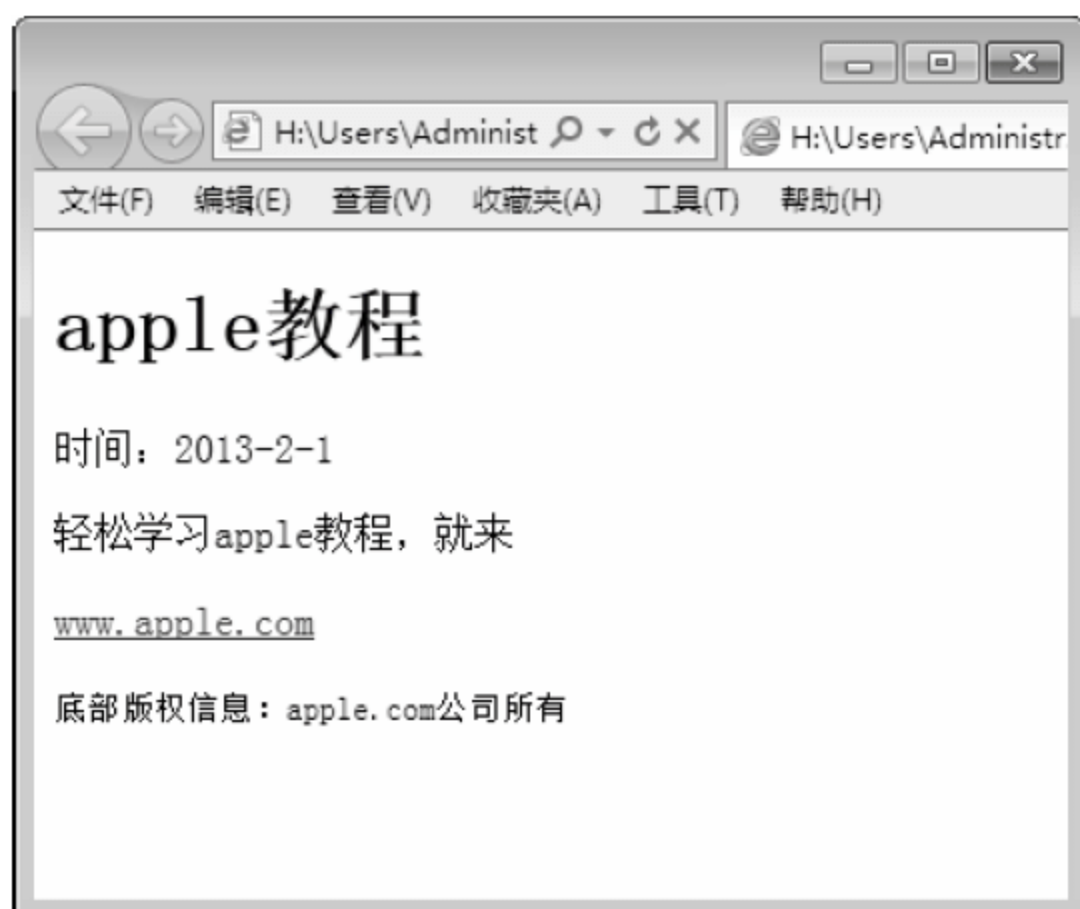 H:\Users\Administ
H:\Users\Administr
文件(F) 编辑(E) 查看(V) 收藏夹(A) 工具(T) 帮助(H)
apple教程
时间：2013-2-1
轻松学习apple教程，就来
www.apple.com
底部版权信息：apple.com公司所有